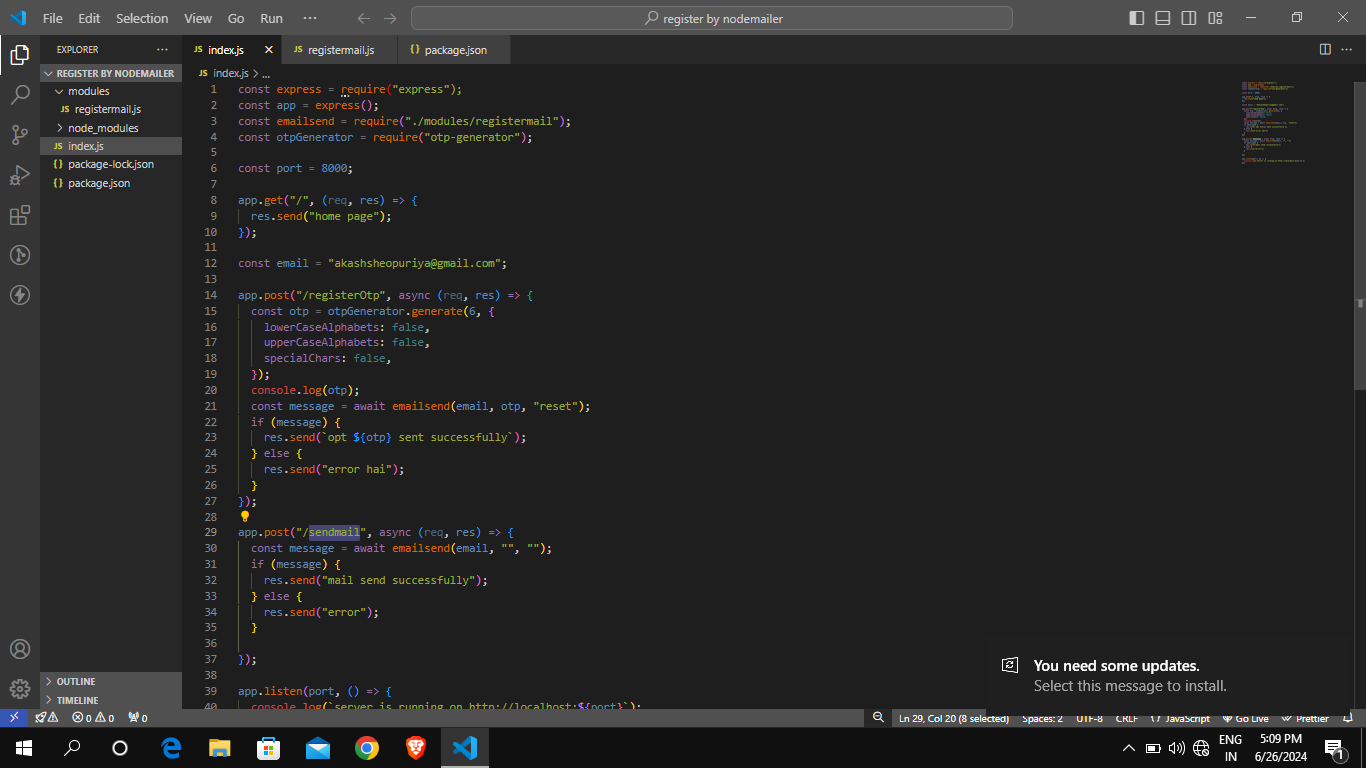 File Edit Selection View Go Run ···
register by nodemailer
EXPLORER ···
REGISTER BY NODEMAILER
modules
JS registermail.js
node_modules
JS index.js
{} package-lock.json
{} package.json
OUTLINE
TIMELINE
JS index.js
JS registermail.js
{} package.json
JS index.js > ...
1 const express = require("express");
2 const app = express();
3 const emailsend = require("./modules/registermail");
4 const otpGenerator = require("otp-generator");
5
6 const port = 8000;
7
8 app.get("/", (req, res) => {
9 res.send("home page");
10 });
11
12 const email = "akashsheopuriya@gmail.com";
13
14 app.post("/registerOtp", async (req, res) => {
15 const otp = otpGenerator.generate(6, {
16 lowerCaseAlphabets: false,
17 upperCaseAlphabets: false,
18 specialChars: false,
19 });
20 console.log(otp);
21 const message = await emailsend(email, otp, "reset");
22 if (message) {
23 res.send(`opt ${otp} sent successfully`);
24 } else {
25 res.send("error hai");
26 }
27 });
28
29 app.post("/sendmail", async (req, res) => {
30 const message = await emailsend(email, "", "");
31 if (message) {
32 res.send("mail send successfully");
33 } else {
34 res.send("error");
35 }
36
37 });
38
39 app.listen(port, () => {
40 console.log(`server is running on http://localhost:${port}`);
You need some updates.
Select this message to install.
0 0 0
Ln 29, Col 20 (8 selected) Spaces: 2 UTF-8 CRLF {} JavaScript Go Live Prettier
ENG
IN
5:09 PM
6/26/2024
1